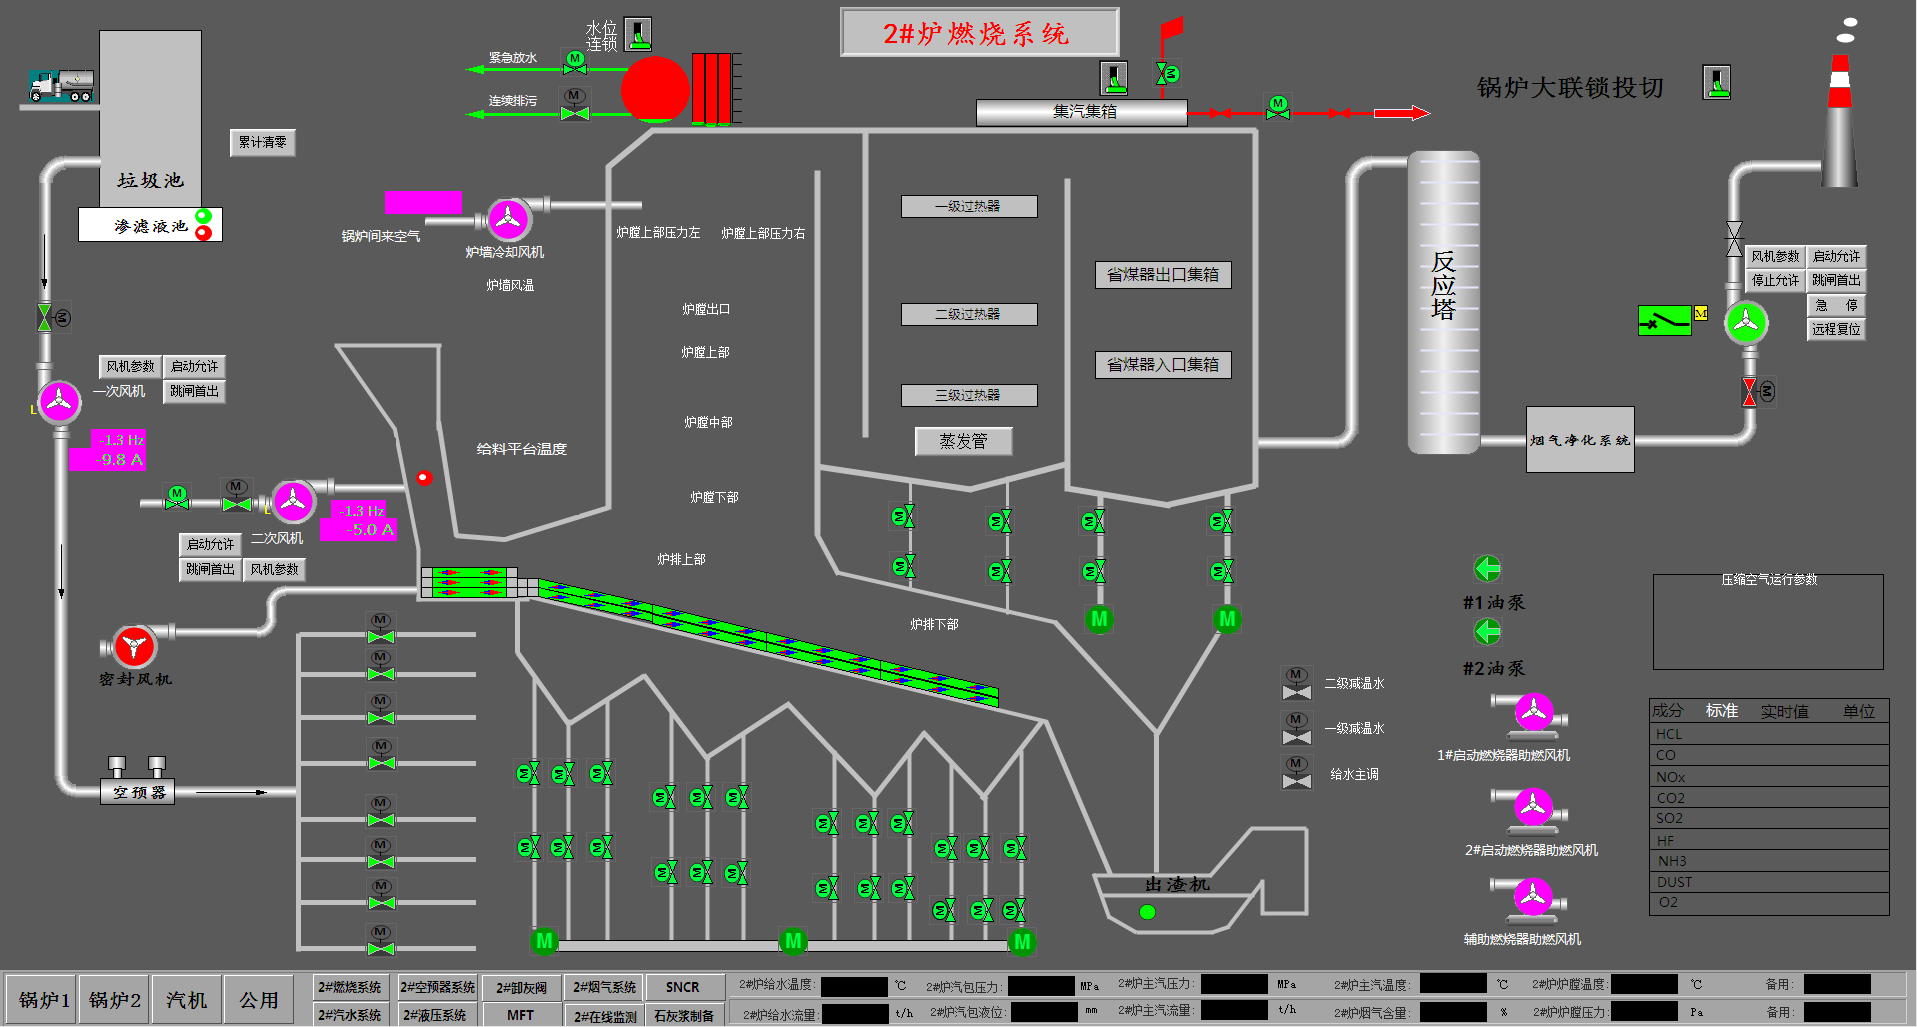 2#炉燃烧系统
水位
连锁
紧急放水
连续排污
集汽集箱
锅炉大联锁投切
累计清零
垃圾池
渗滤液池
锅炉间来空气
炉墙冷却风机
炉墙风温
炉膛上部压力左
炉膛上部压力右
一级过热器
二级过热器
三级过热器
蒸发管
省煤器出口集箱
省煤器入口集箱
反应塔
风机参数
启动允许
停止允许
跳闸首出
急 停
远程复位
M
烟气净化系统
炉膛出口
炉膛上部
炉膛中部
炉膛下部
炉排上部
炉排下部
给料平台温度
风机参数
启动允许
一次风机
跳闸首出
L
-1.3 Hz
-9.8 A
L
-1.3 Hz
-5.0 A
二次风机
启动允许
跳闸首出
风机参数
密封风机
空预器
#1油泵
#2油泵
压缩空气运行参数
二级减温水
一级减温水
给水主调
1#启动燃烧器助燃风机
2#启动燃烧器助燃风机
辅助燃烧器助燃风机
成分 标准 实时值 单位
HCL
CO
NOx
CO2
SO2
HF
NH3
DUST
O2
出渣机
M M M
M M
锅炉1 锅炉2 汽机 公用
2#燃烧系统 2#空预器系统 2#卸灰阀 2#烟气系统 SNCR
2#汽水系统 2#液压系统 MFT 2#在线监测 石灰浆制备
2#炉给水温度: ℃ 2#炉汽包压力: MPa 2#炉主汽压力: MPa 2#炉主汽温度: ℃ 2#炉炉膛温度: ℃ 备用:
2#炉给水流量: t/h 2#炉汽包液位: mm 2#炉主汽流量: t/h 2#炉烟气含量: % 2#炉炉膛压力: Pa 备用: